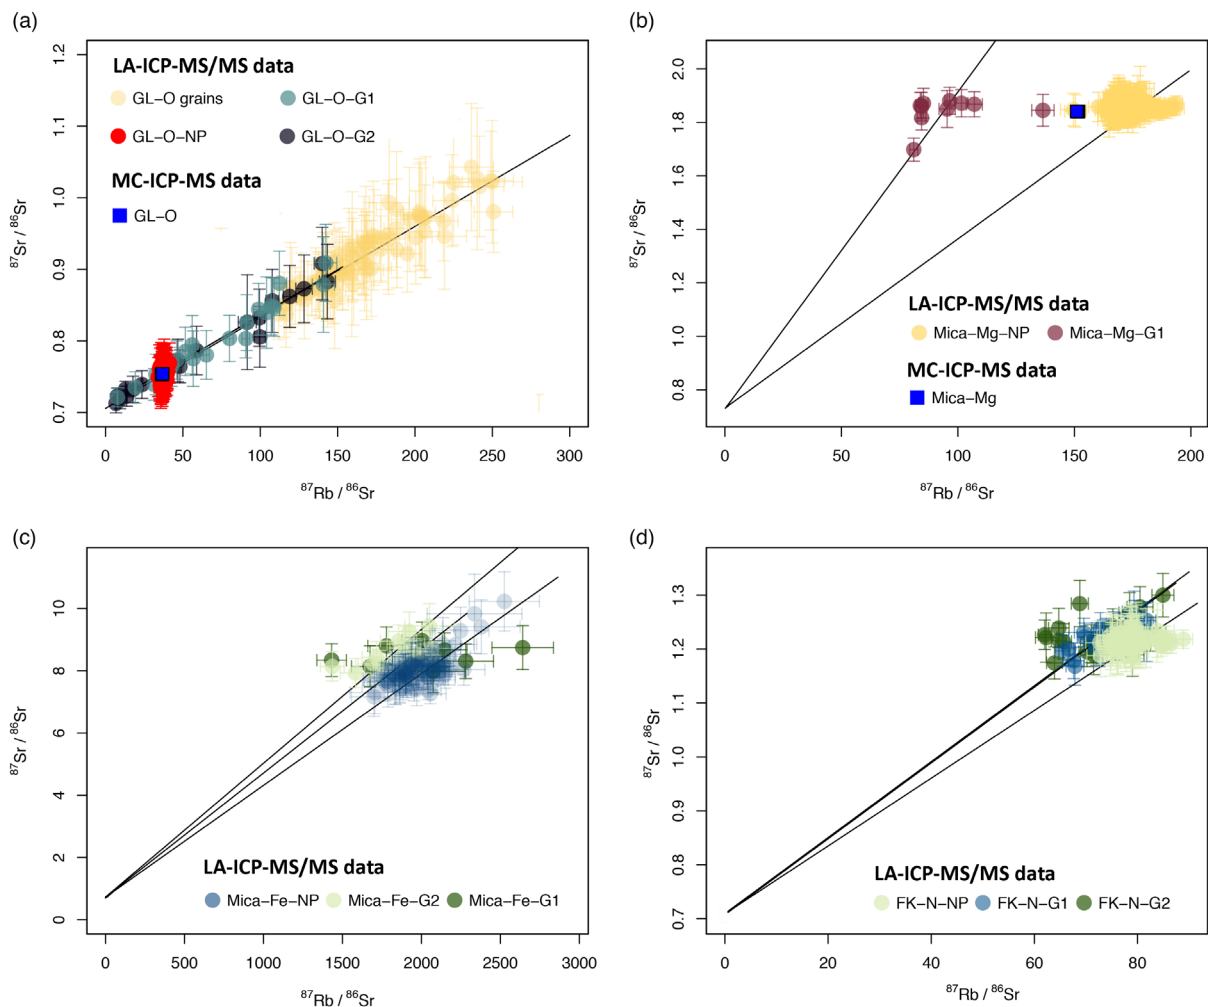 (a)
LA-ICP-MS/MS data
GL−O grains
GL−O−G1
GL−O−NP
GL−O−G2
MC-ICP-MS data
GL−O
0.7 0.8 0.9 1.0 1.1 1.2
87Sr / 86Sr
0 50 100 150 200 250 300
87Rb / 86Sr
(b)
0.8 1.0 1.2 1.4 1.6 1.8 2.0
87Sr / 86Sr
LA-ICP-MS/MS data
Mica−Mg−NP
Mica−Mg−G1
MC-ICP-MS data
Mica−Mg
0 50 100 150 200
87Rb / 86Sr
(c)
0 2 4 6 8 10
87Sr / 86Sr
LA-ICP-MS/MS data
Mica−Fe−NP
Mica−Fe−G2
Mica−Fe−G1
0 500 1000 1500 2000 2500 3000
87Rb / 86Sr
(d)
0.7 0.8 0.9 1.0 1.1 1.2 1.3
87Sr / 86Sr
LA-ICP-MS/MS data
FK−N−NP
FK−N−G1
FK−N−G2
0 20 40 60 80
87Rb / 86Sr